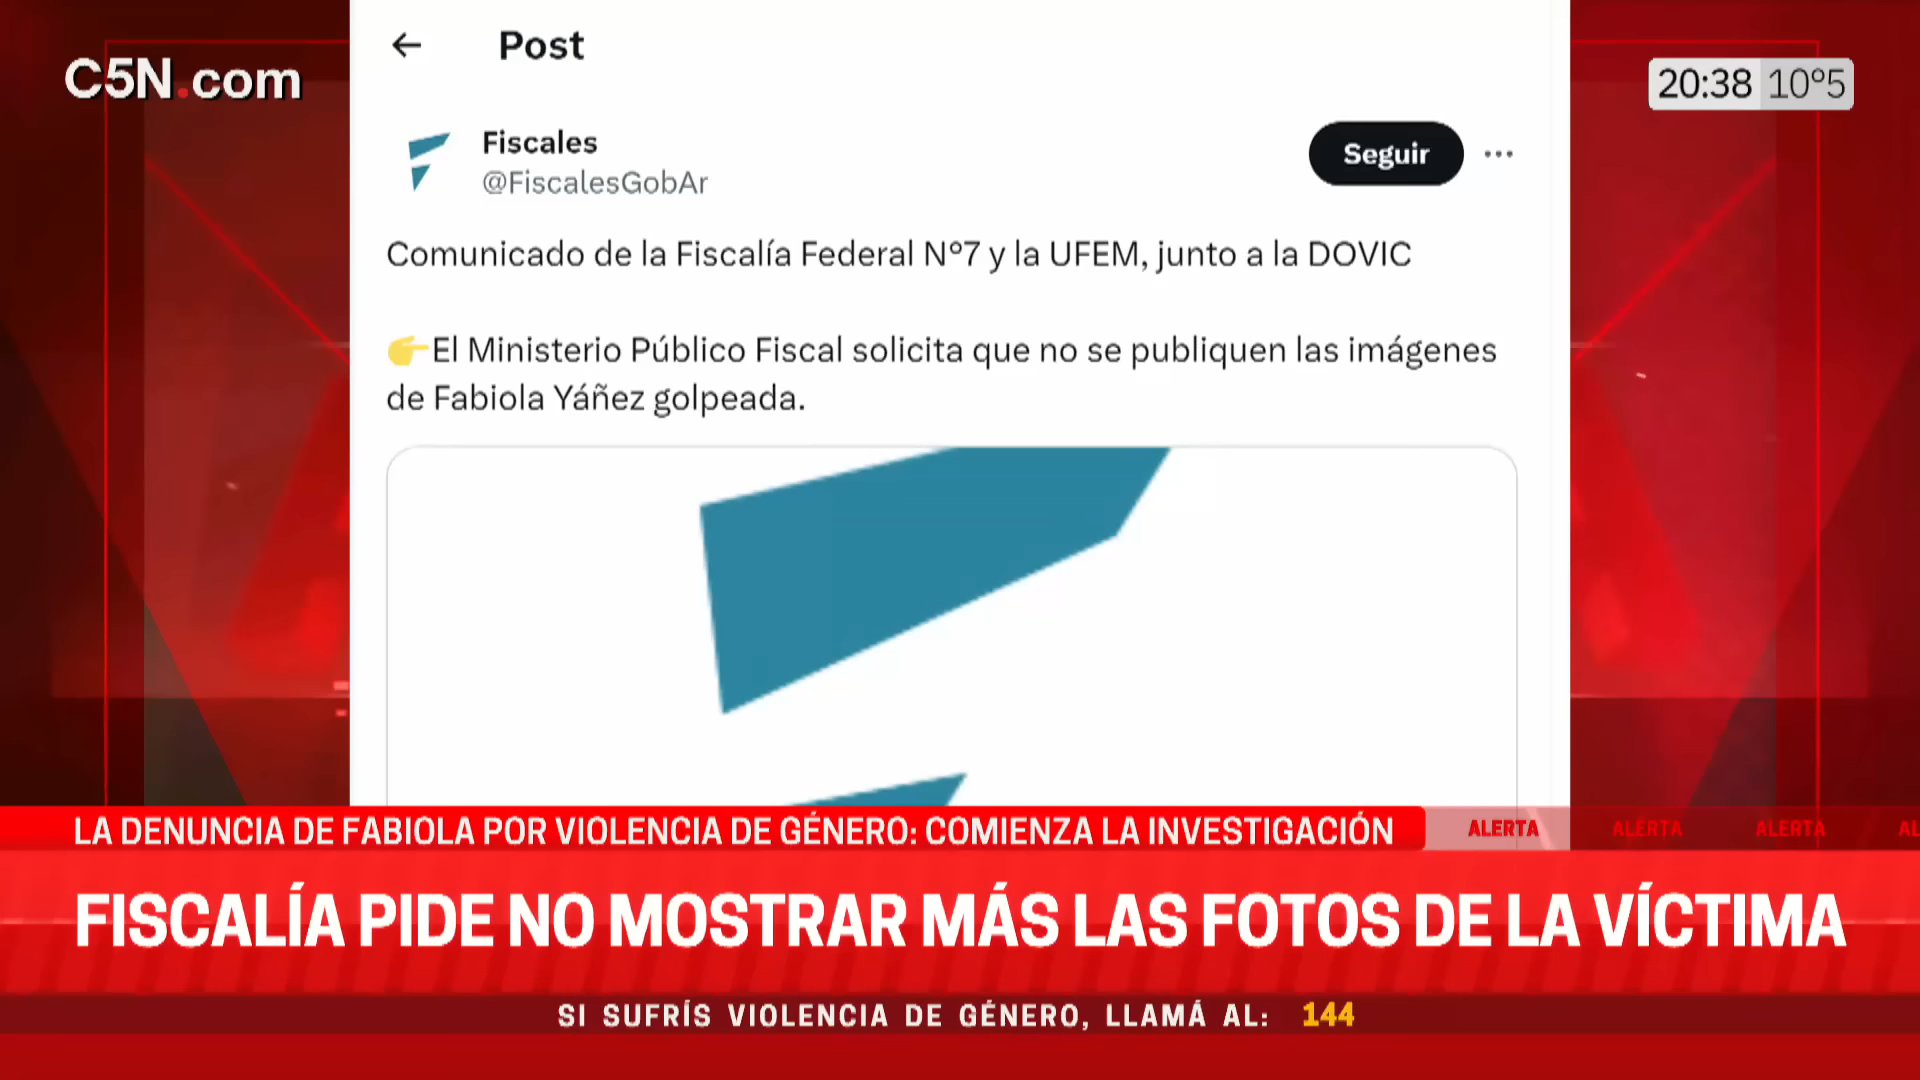 C5N.com
← Post
20:38 10º5
Fiscales
@FiscalesGobAr
Seguir
Comunicado de la Fiscalía Federal Nº7 y la UFEM, junto a la DOVIC
👉El Ministerio Público Fiscal solicita que no se publiquen las imágenes
de Fabiola Yáñez golpeada.
LA DENUNCIA DE FABIOLA POR VIOLENCIA DE GÉNERO: COMIENZA LA INVESTIGACIÓN
ALERTA ALERTA ALERTA AL
FISCALÍA PIDE NO MOSTRAR MÁS LAS FOTOS DE LA VÍCTIMA
SI SUFRÍS VIOLENCIA DE GÉNERO, LLAMÁ AL: 144